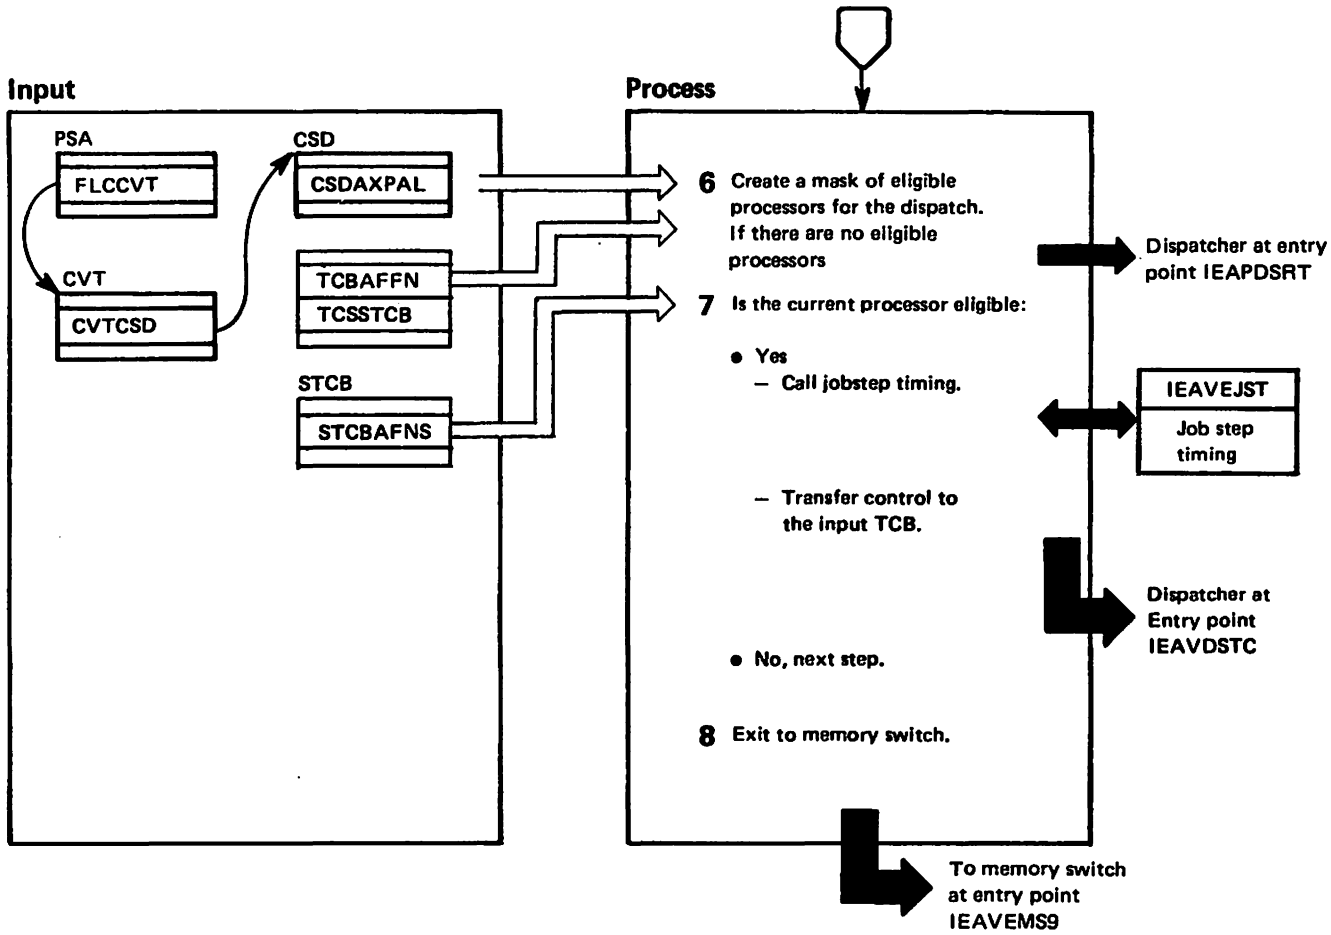 Input
PSA
FLCCVT
CSD
CSDAXPAL
TCBAFFN
TCSSTCB
CVT
CVTCSD
STCB
STCBAFNS
Process
6 Create a mask of eligible
processors for the dispatch.
If there are no eligible
processors
Dispatcher at entry
point IEAPDSRT
7 Is the current processor eligible:
• Yes
– Call jobstep timing.
IEAVEJST
Job step
timing
– Transfer control to
the input TCB.
Dispatcher at
Entry point
IEAVDSTC
• No, next step.
8 Exit to memory switch.
To memory switch
at entry point
IEAVEMS9